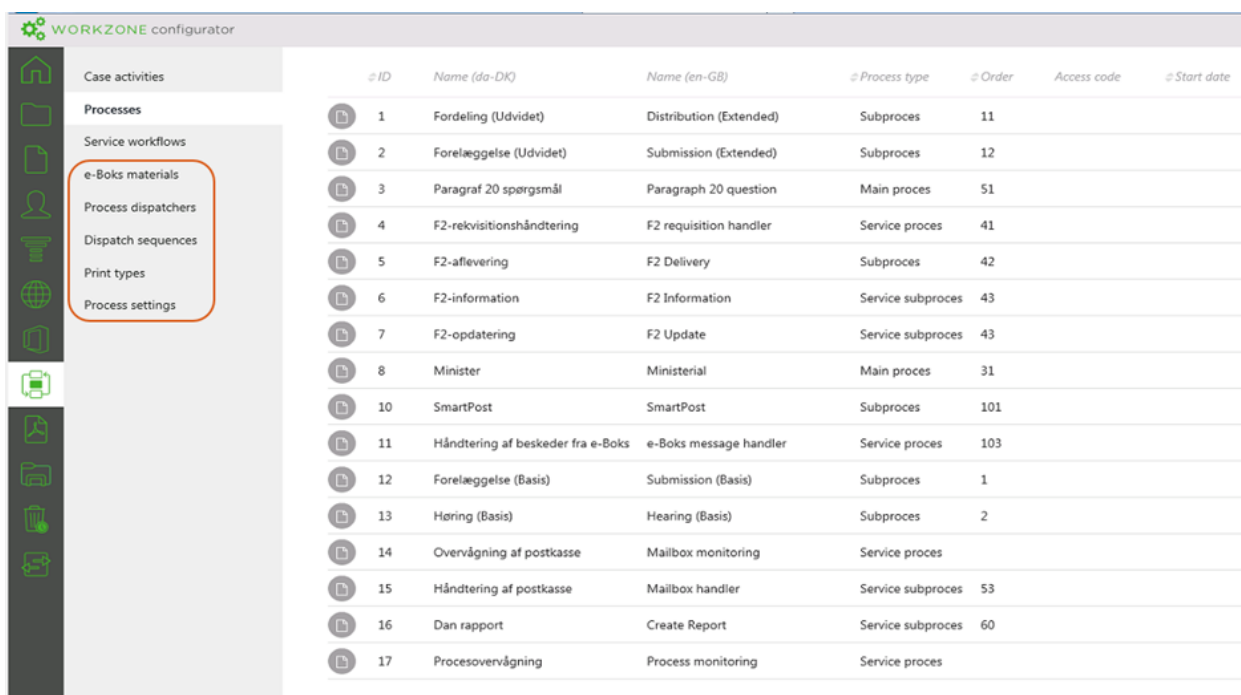 WORKZONE configurator
Case activities
Processes
Service workflows
e-Boks materials
Process dispatchers
Dispatch sequences
Print types
Process settings
ID Name (da-DK) Name (en-GB) Process type Order Access code Start date
1 Fordeling (Udvidet) Distribution (Extended) Subproces 11
2 Forelæggelse (Udvidet) Submission (Extended) Subproces 12
3 Paragraf 20 spørgsmål Paragraph 20 question Main proces 51
4 F2-rekvisitionshåndtering F2 requisition handler Service proces 41
5 F2-aflevering F2 Delivery Subproces 42
6 F2-information F2 Information Service subproces 43
7 F2-opdatering F2 Update Service subproces 43
8 Minister Ministerial Main proces 31
10 SmartPost SmartPost Subproces 101
11 Håndtering af beskeder fra e-Boks e-Boks message handler Service proces 103
12 Forelæggelse (Basis) Submission (Basis) Subproces 1
13 Høring (Basis) Hearing (Basis) Subproces 2
14 Overvågning af postkasse Mailbox monitoring Service proces
15 Håndtering af postkasse Mailbox handler Service subproces 53
16 Dan rapport Create Report Service subproces 60
17 Procesovervågning Process monitoring Service proces